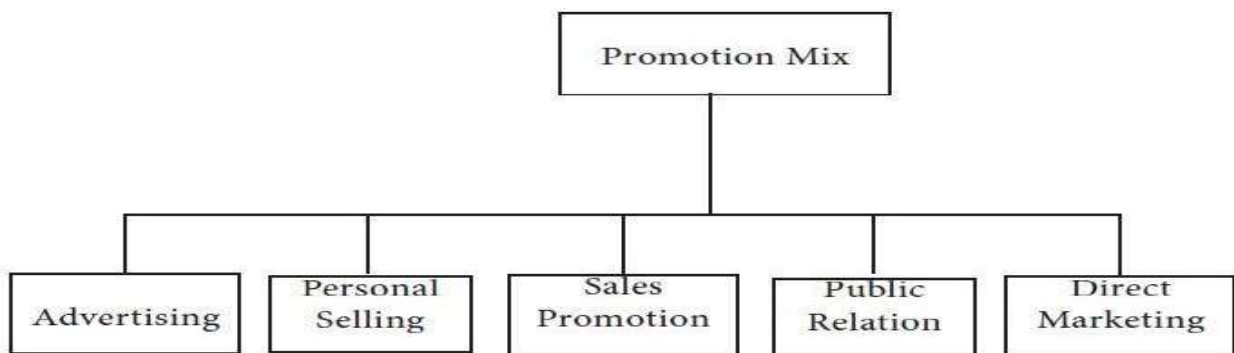 Promotion Mix
Advertising
Personal
Selling
Sales
Promotion
Public
Relation
Direct
Marketing